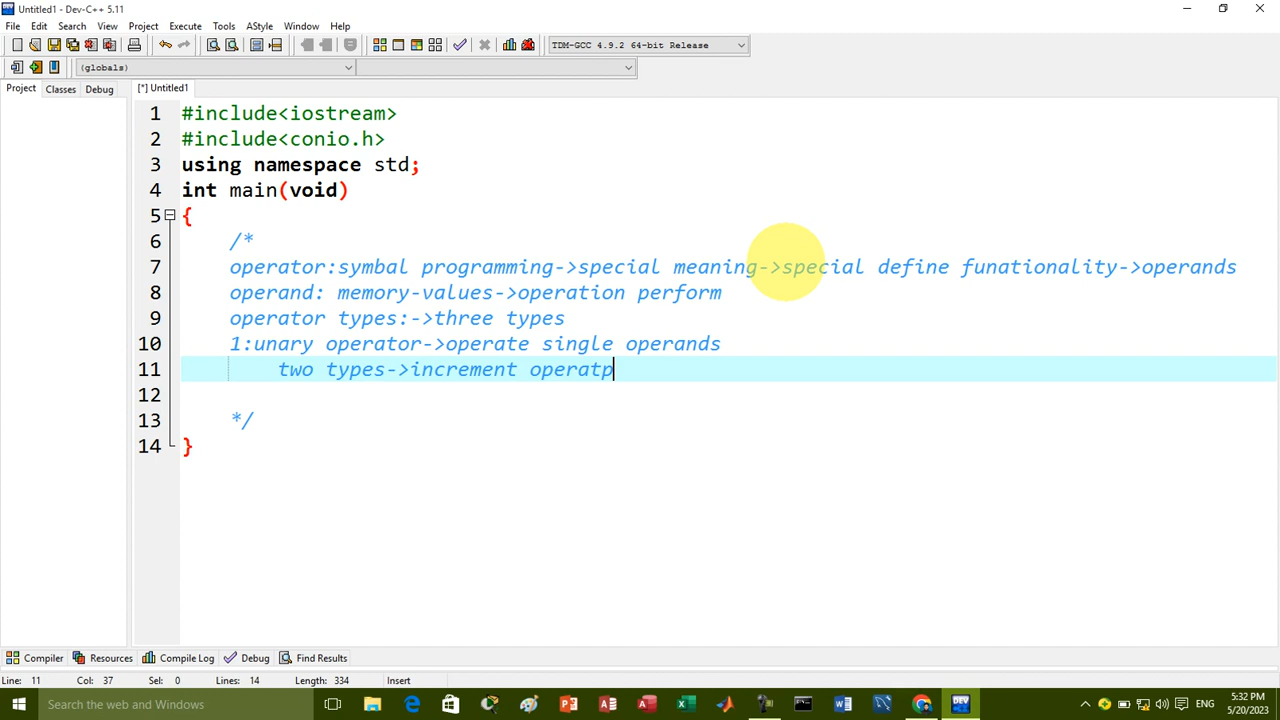 Untitled1 - Dev-C++ 5.11
File Edit Search View Project Execute Tools AStyle Window Help
TDM-GCC 4.9.2 64-bit Release
(globals)
Project Classes Debug [*] Untitled1
1 #include<iostream>
2 #include<conio.h>
3 using namespace std;
4 int main(void)
5 {
6 /*
7 operator:symbal programming->special meaning->special define funationality->operands
8 operand: memory-values->operation perform
9 operator types:->three types
10 1:unary operator->operate single operands
11 two types->increment operatp
12
13 */
14 }
Compiler Resources Compile Log Debug Find Results
Line: 11 Col: 37 Sel: 0 Lines: 14 Length: 334 Insert
Search the web and Windows
ENG
5:32 PM
5/20/2023
DEV